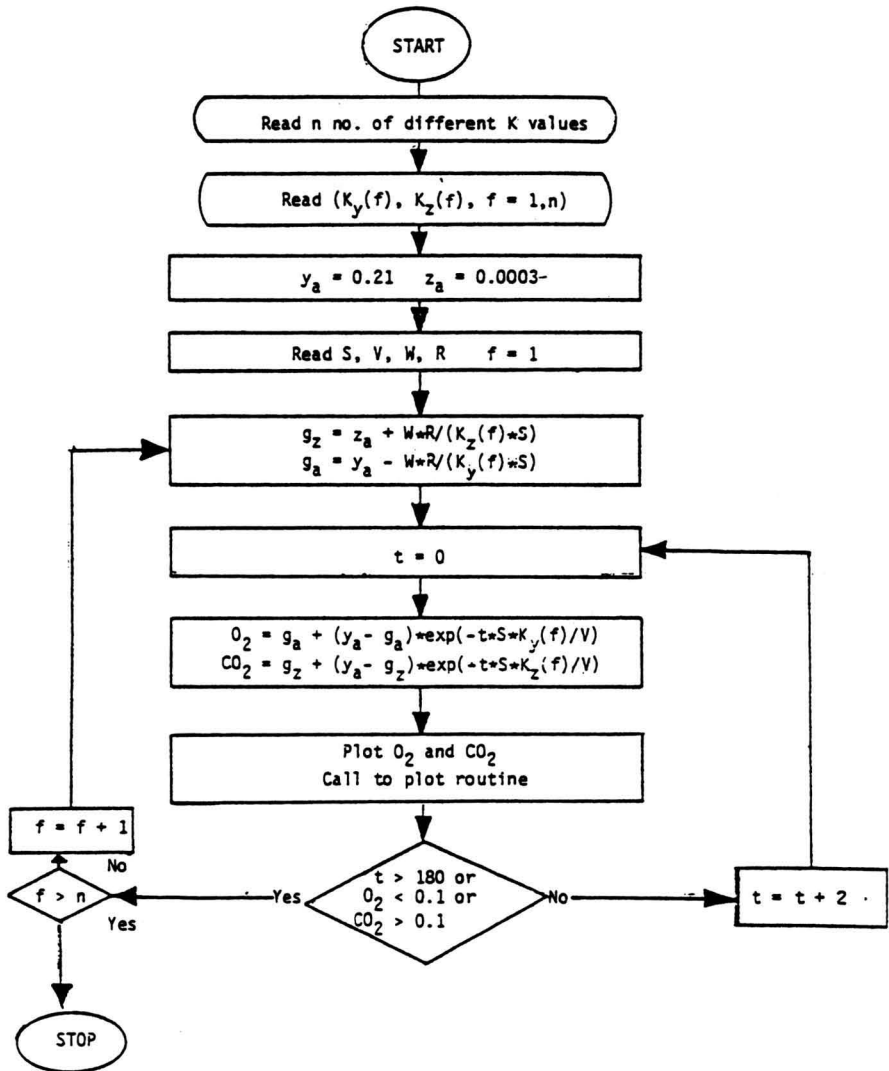 START
Read n no. of different K values
Read (K_y(f), K_z(f), f = 1,n)
y_a = 0.21 z_a = 0.0003-
Read S, V, W, R f = 1
g_z = z_a + W*R/(K_z(f)*S)
g_a = y_a - W*R/(K_y(f)*S)
t = 0
O_2 = g_a + (y_a- g_a)*exp(-t*S*K_y(f)/V)
CO_2 = g_z + (y_a- g_z)*exp(-t*S*K_z(f)/V)
Plot O_2 and CO_2
Call to plot routine
t > 180 or
O_2 < 0.1 or
CO_2 > 0.1
Yes
No
t = t + 2
f = f + 1
No
f > n
Yes
STOP